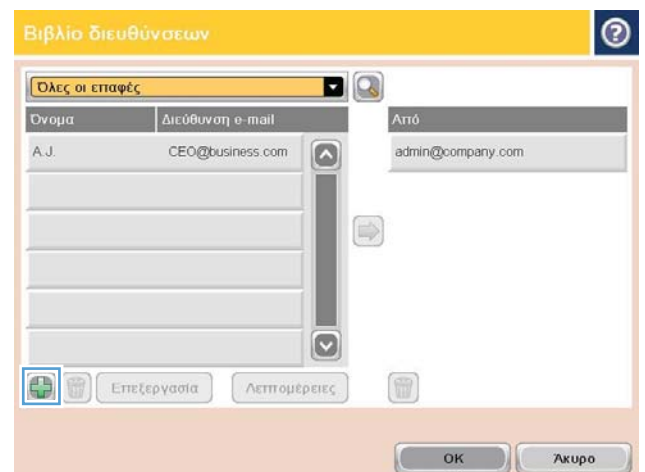 Βιβλίο διευθύνσεων
Όλες οι επαφές
Όνομα Διεύθυνση e-mail Από
A.J. CEO@business.com admin@company.com
Επεξεργασία Λεπτομέρειες
OK Άκυρο